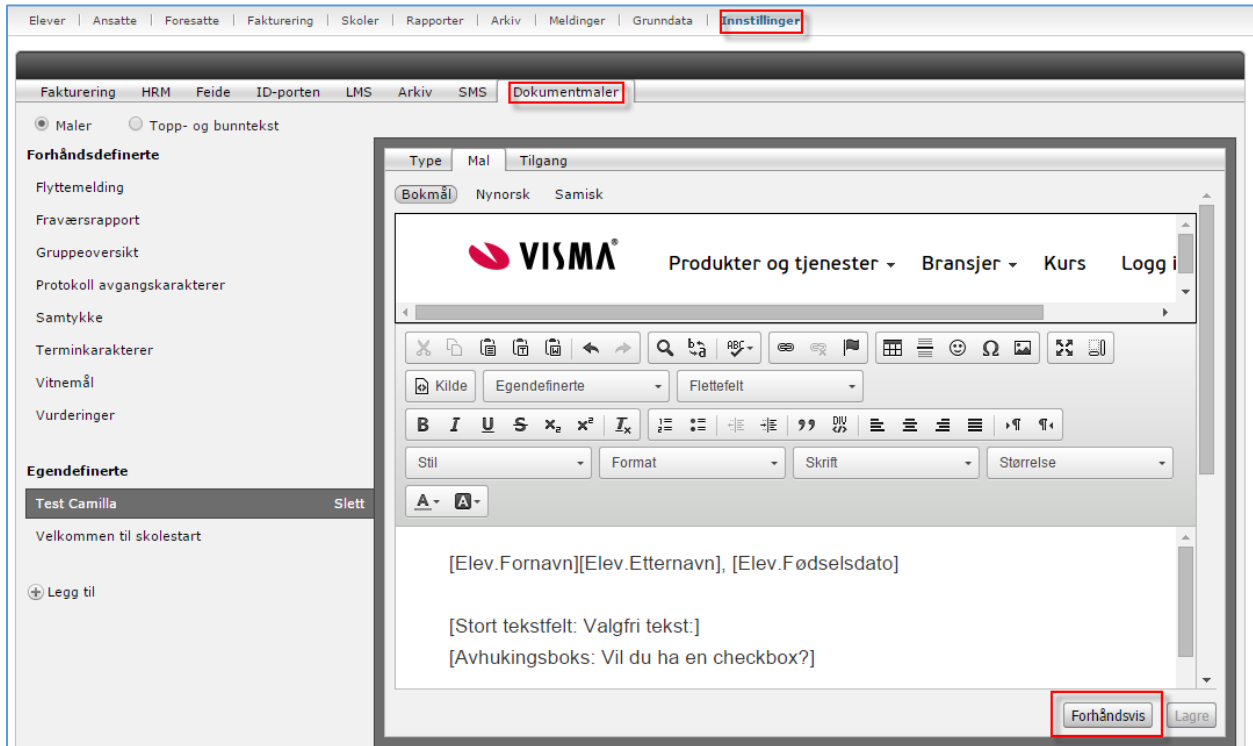 Elever | Ansatte | Foresatte | Fakturering | Skoler | Rapporter | Arkiv | Meldinger | Grunndata | Innstillinger
Fakturering HRM Feide ID-porten LMS Arkiv SMS Dokumentmaler
Maler Topp- og bunntekst
Forhåndsdefinerte
Flyttemelding
Fraværsrapport
Gruppeoversikt
Protokoll avgangskarakterer
Samtykke
Terminkarakterer
Vitnemål
Vurderinger
Egendefinerte
Test Camilla Slett
Velkommen til skolestart
Legg til
Type Mal Tilgang
Bokmål Nynorsk Samisk
VISMA® Produkter og tjenester Bransjer Kurs Logg i
Kilde Egendefinerte Flettefelt
B I U S x₂ x² Tx
Stil Format Skrift Størrelse
A A
[Elev.Fornavn][Elev.Etternavn], [Elev.Fødselsdato]
[Stort tekstfelt: Valgfri tekst:]
[Avhukingsboks: Vil du ha en checkbox?]
Forhåndsvis Lagre